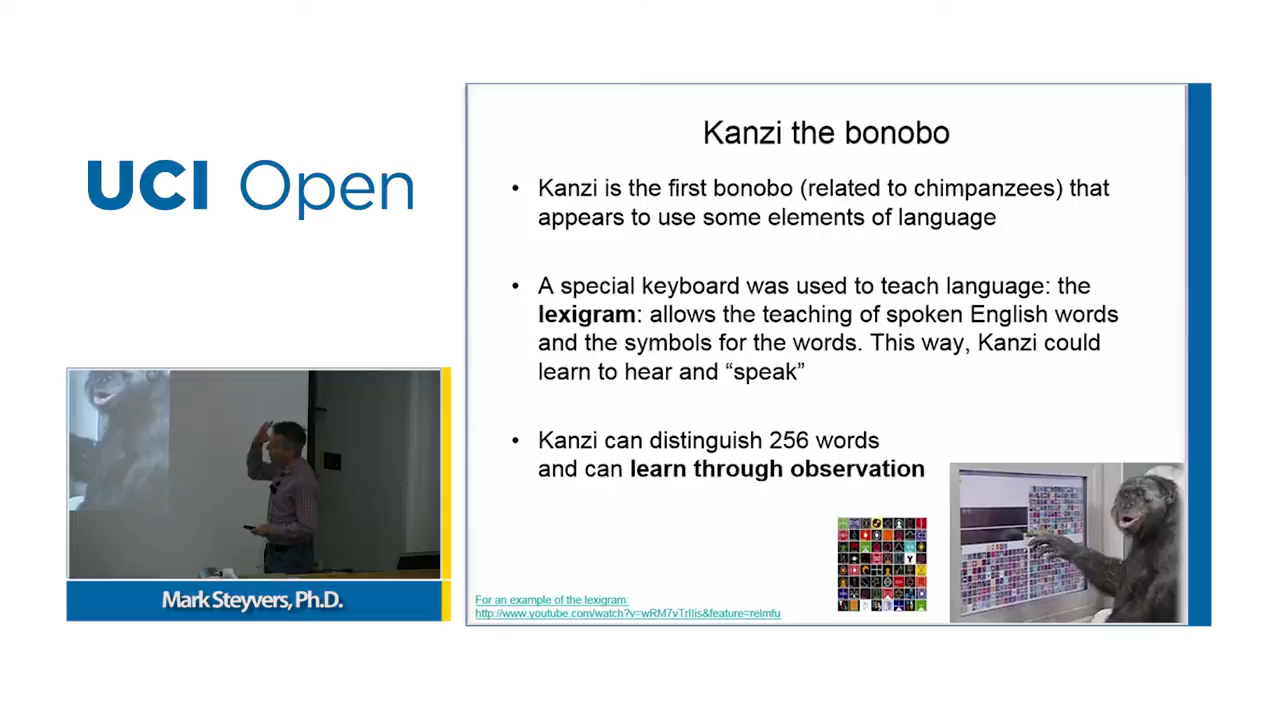 UCI Open
Kanzi the bonobo
• Kanzi is the first bonobo (related to chimpanzees) that
appears to use some elements of language
• A special keyboard was used to teach language: the
lexigram: allows the teaching of spoken English words
and the symbols for the words. This way, Kanzi could
learn to hear and “speak”
• Kanzi can distinguish 256 words
and can learn through observation
For an example of the lexigram:
http://www.youtube.com/watch?v=wRM7vTrIIis&feature=relmfu
Mark Steyvers, Ph.D.